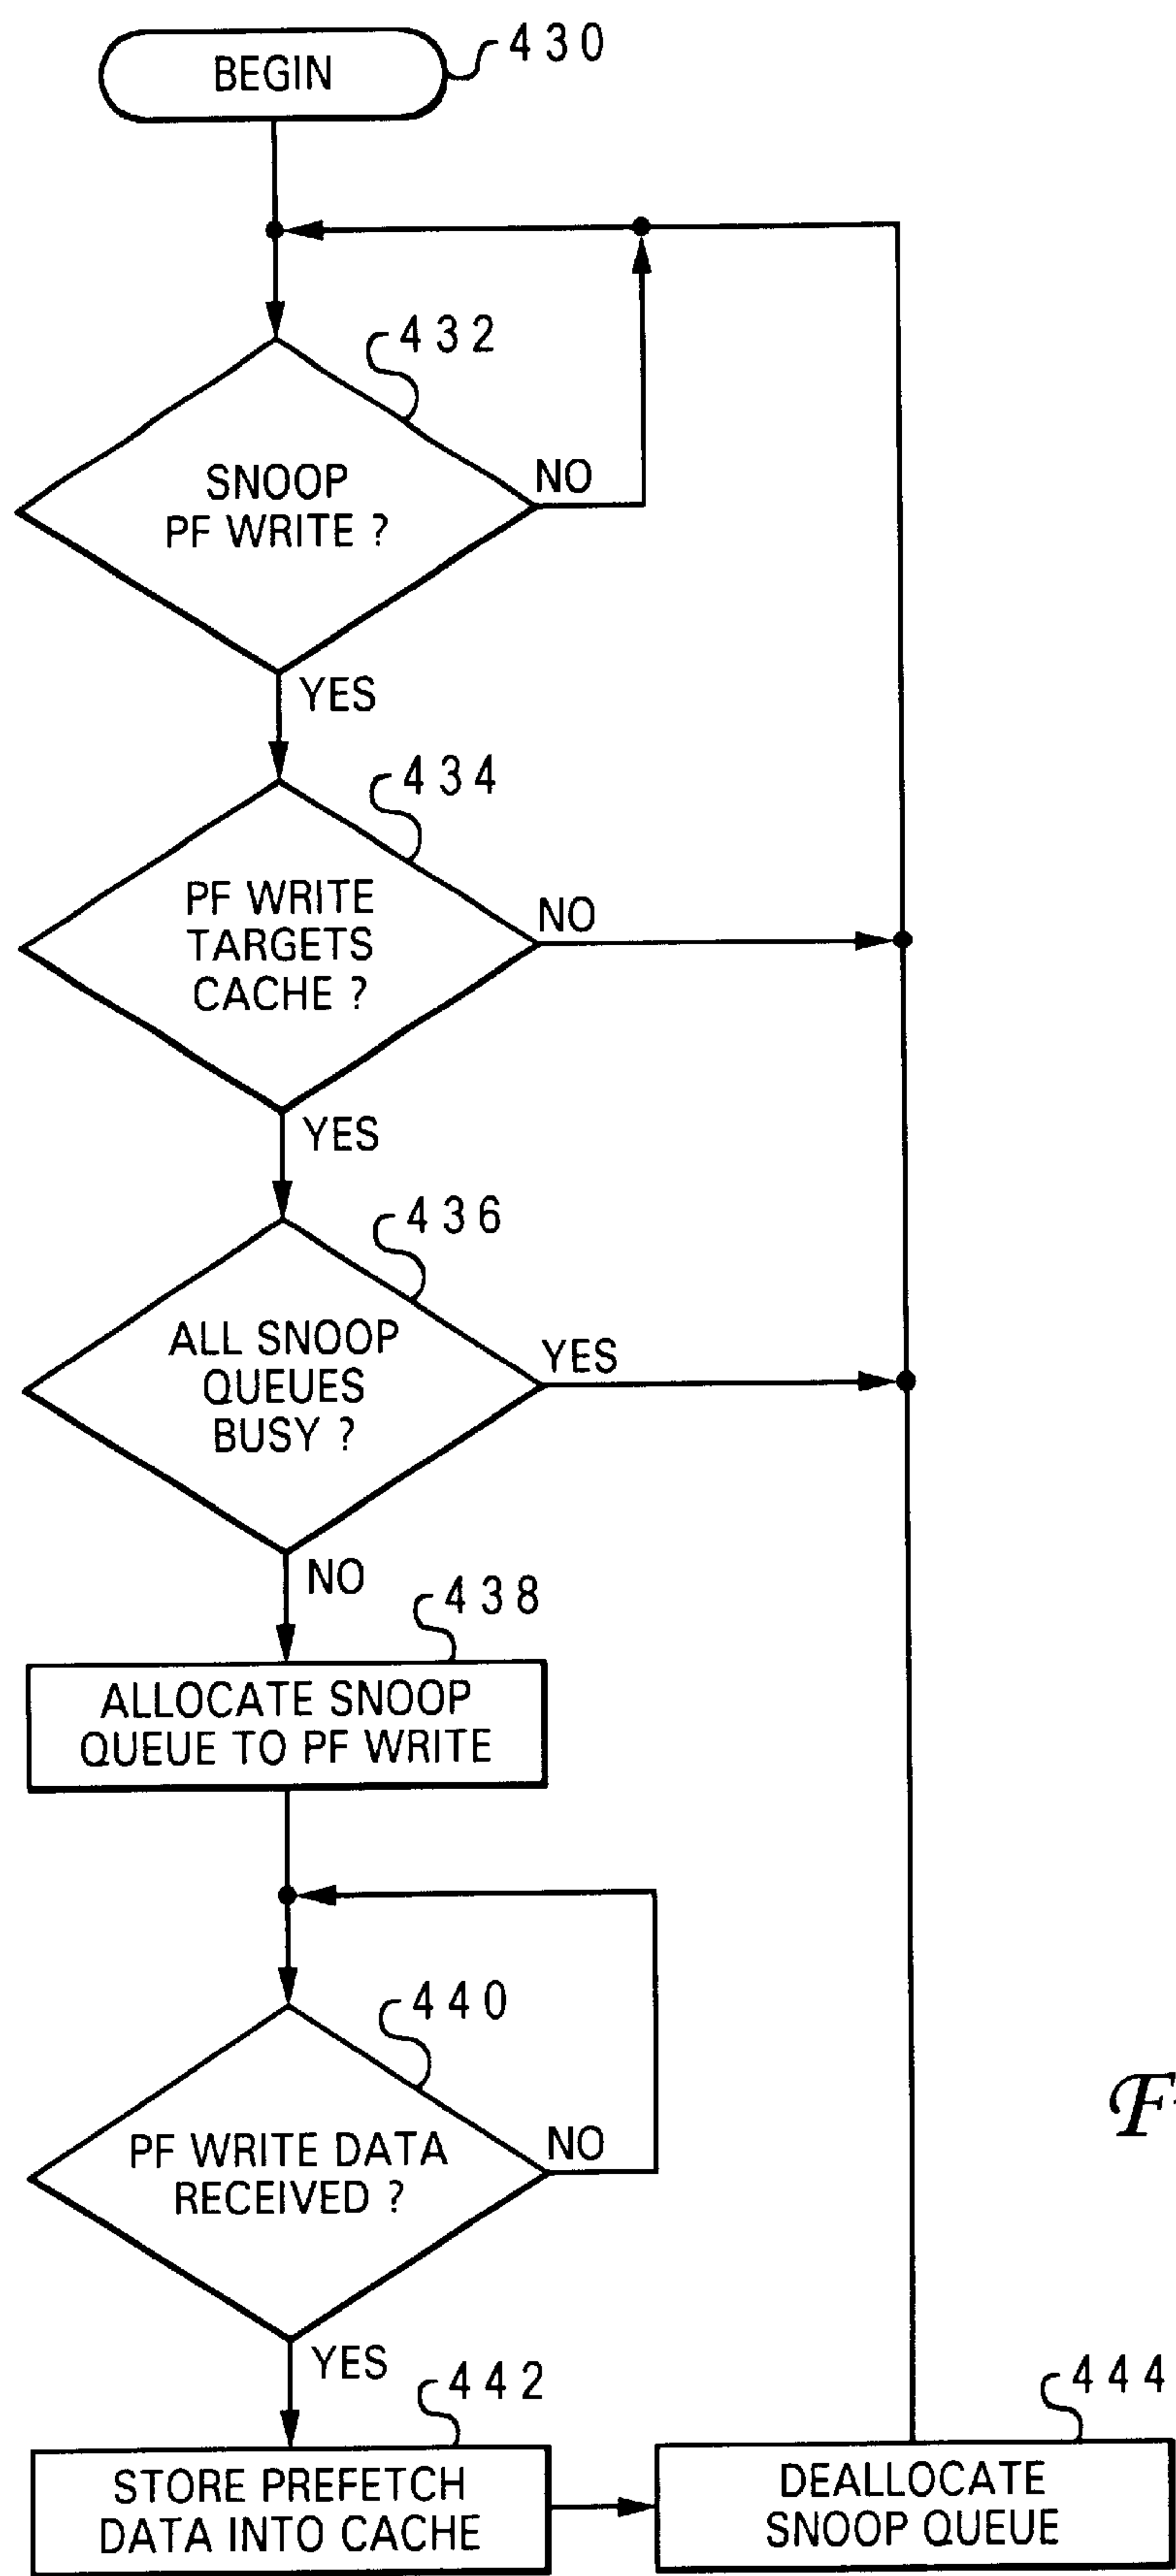 BEGIN
430
432
SNOOP
PF WRITE ?
NO
YES
434
PF WRITE
TARGETS
CACHE ?
NO
YES
436
ALL SNOOP
QUEUES
BUSY ?
YES
NO
438
ALLOCATE SNOOP
QUEUE TO PF WRITE
440
PF WRITE DATA
RECEIVED ?
NO
YES
442
STORE PREFETCH
DATA INTO CACHE
444
DEALLOCATE
SNOOP QUEUE
F